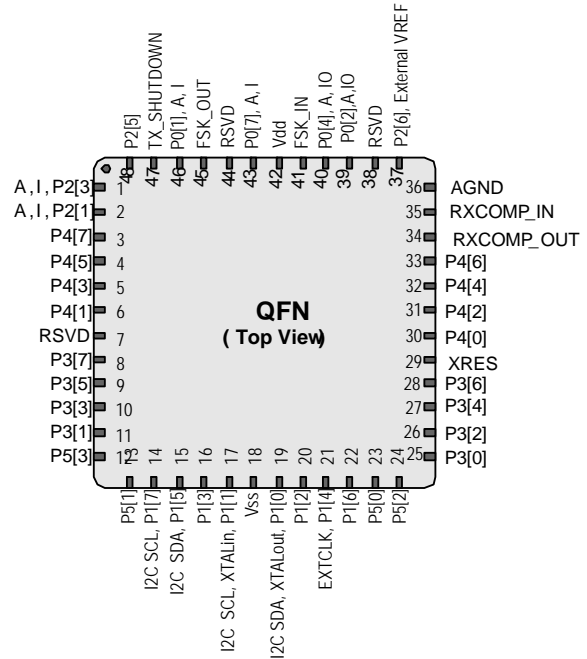 P2[5]
TX_SHUTDOWN
P0[1], A, I
FSK_OUT
RSVD
P0[7], A, I
Vdd
FSK_IN
P0[4], A, IO
P0[2],A,IO
RSVD
P2[6], External VREF
48 47 46 45 44 43 42 41 40 39 38 37
A, I, P2[3] 1
A, I, P2[1] 2
P4[7] 3
P4[5] 4
P4[3] 5
P4[1] 6
RSVD 7
P3[7] 8
P3[5] 9
P3[3] 10
P3[1] 11
P5[3] 12
QFN
( Top View)
36 AGND
35 RXCOMP_IN
34 RXCOMP_OUT
33 P4[6]
32 P4[4]
31 P4[2]
30 P4[0]
29 XRES
28 P3[6]
27 P3[4]
26 P3[2]
25 P3[0]
13 14 15 16 17 18 19 20 21 22 23 24
P5[1]
I2C SCL, P1[7]
I2C SDA, P1[5]
P1[3]
I2C SCL, XTALin, P1[1]
Vss
I2C SDA, XTALout, P1[0]
P1[2]
EXTCLK, P1[4]
P1[6]
P5[0]
P5[2]